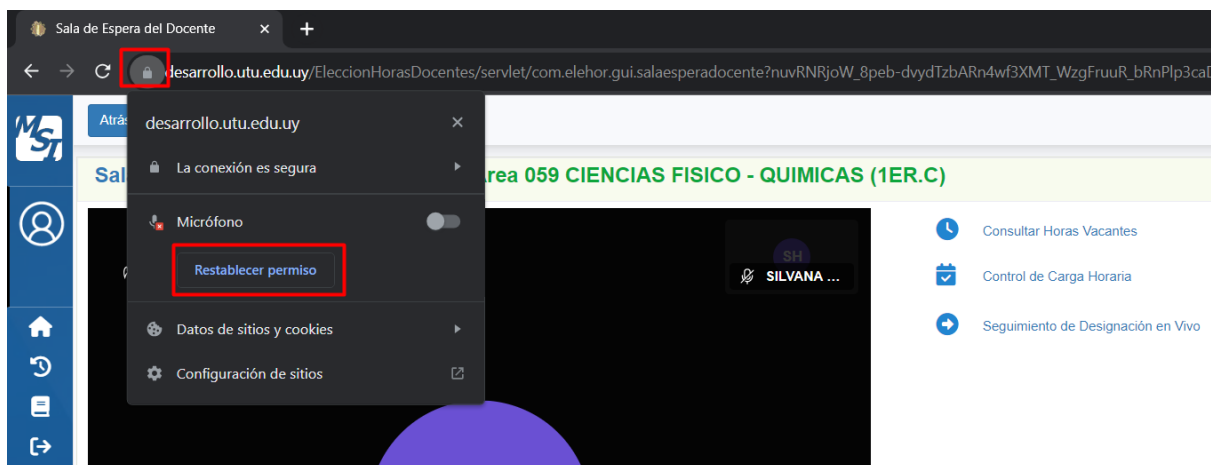 Sala de Espera del Docente
desarrollo.utu.edu.uy/EleccionHorasDocentes/servlet/com.elehor.gui.salaesperadocente?nuvRNRjoW_8peb-dvydTzbARn4wf3XMT_WzgFruuR_bRnPlp3caD
MST
Atrás
desarrollo.utu.edu.uy
La conexión es segura
Sal
rea 059 CIENCIAS FISICO - QUIMICAS (1ER.C)
Micrófono
Restablecer permiso
SH
SILVANA ...
Datos de sitios y cookies
Configuración de sitios
Consultar Horas Vacantes
Control de Carga Horaria
Seguimiento de Designación en Vivo